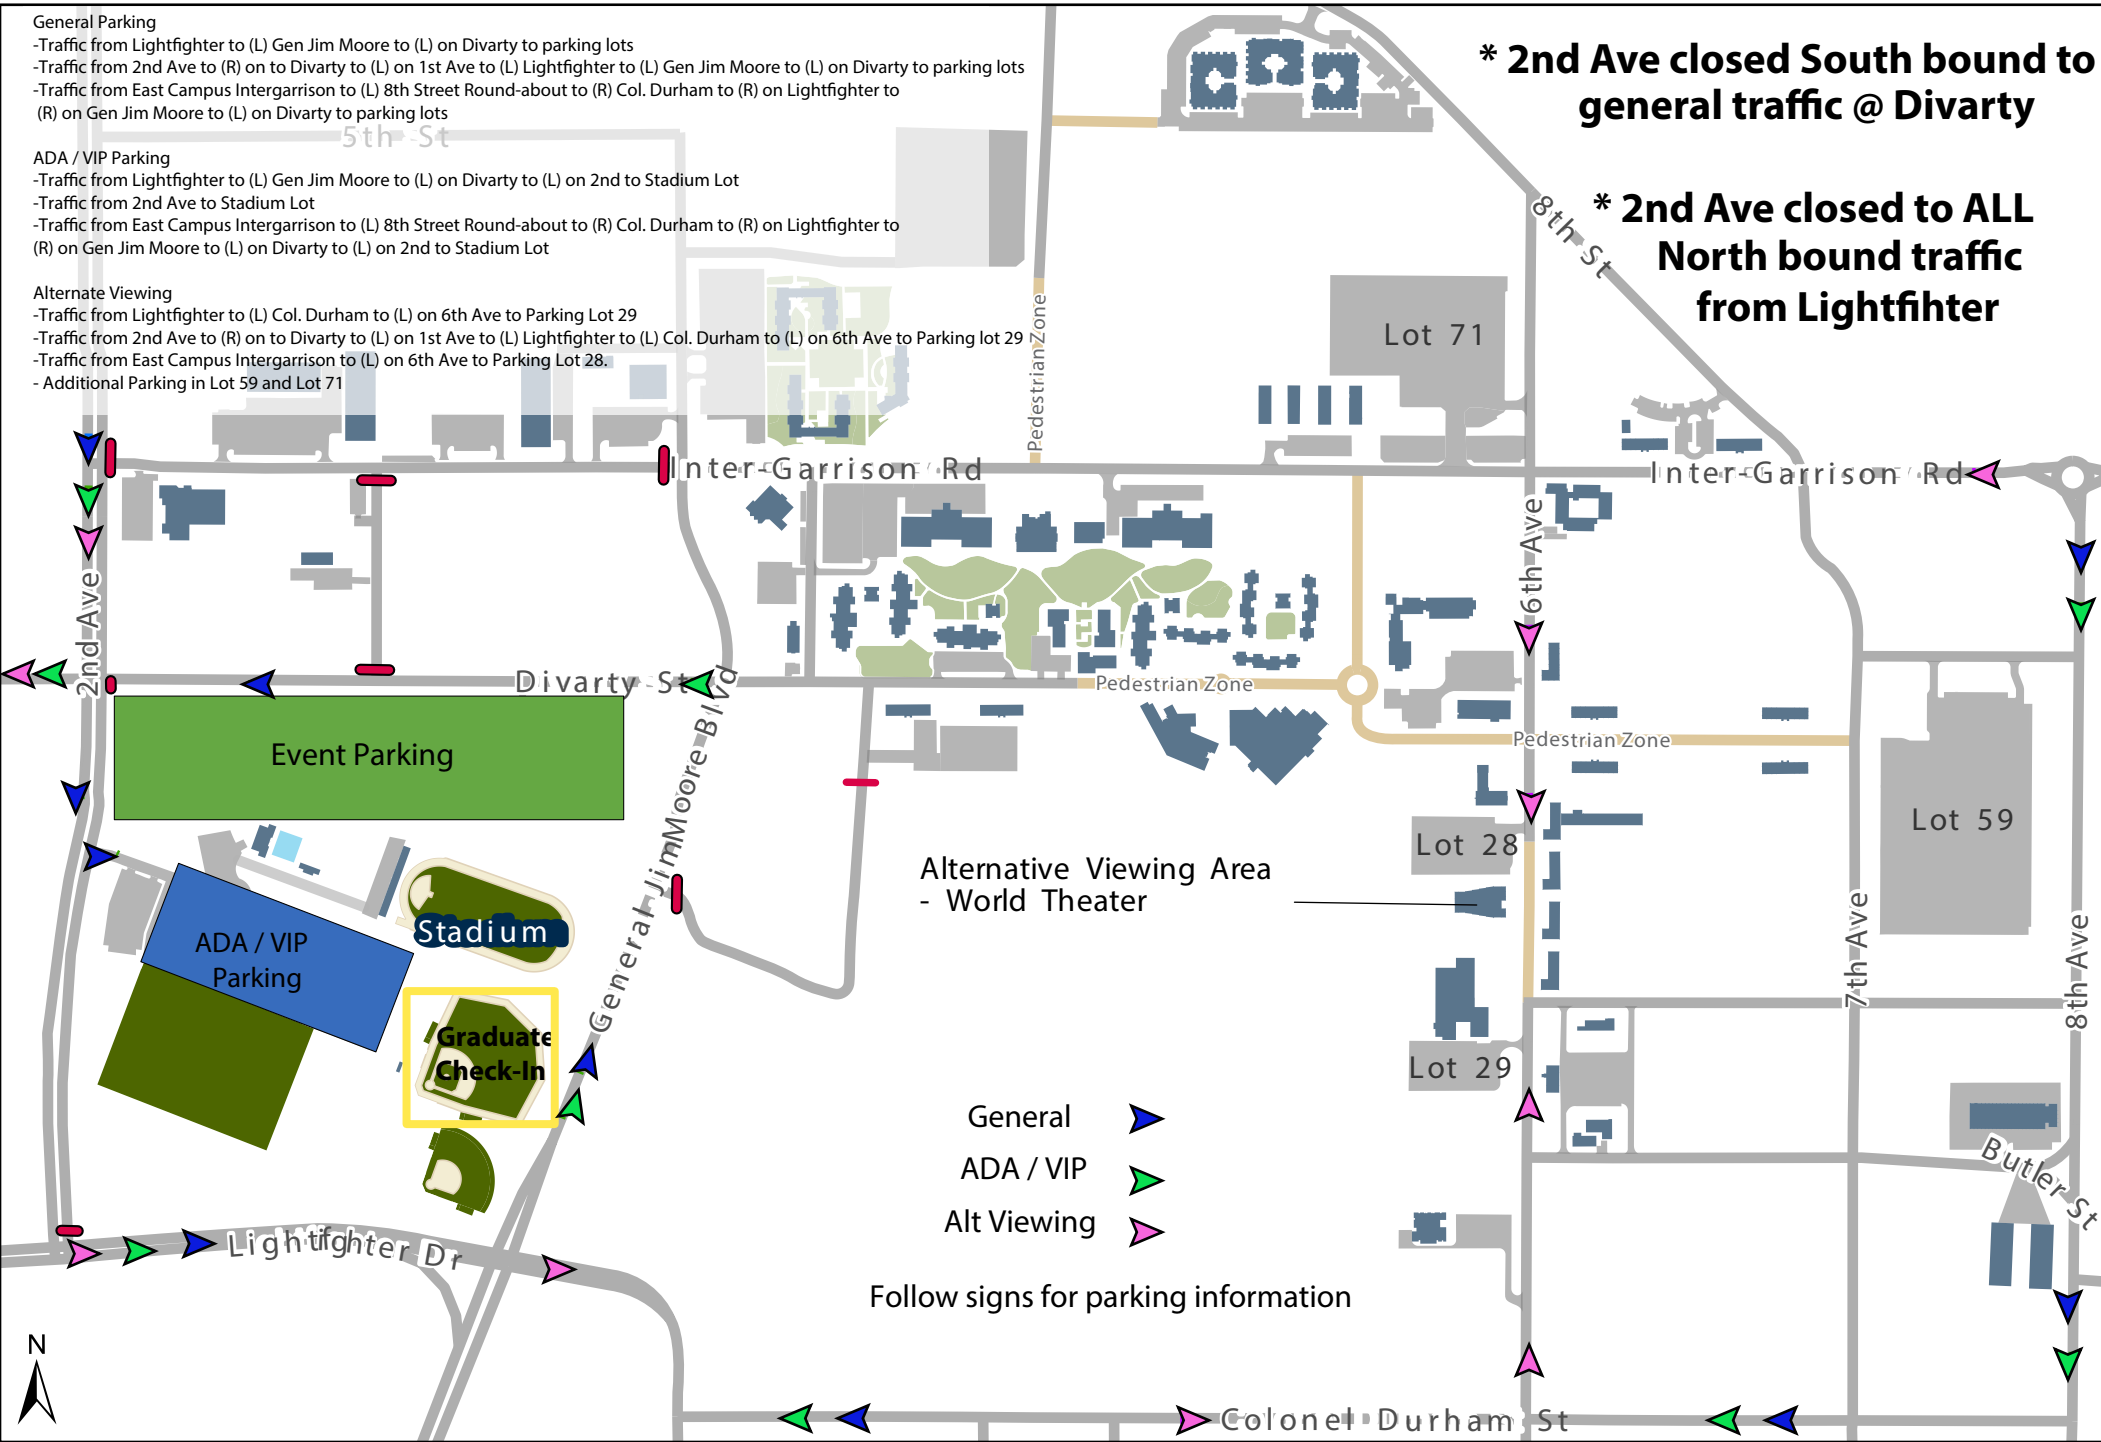 General Parking
-Traffic from Lightfighter to (L) Gen Jim Moore to (L) on Divarty to parking lots
-Traffic from 2nd Ave to (R) on to Divarty to (L) on 1st Ave to (L) Lightfighter to (L) Gen Jim Moore to (L) on Divarty to parking lots
-Traffic from East Campus Intergarrison to (L) 8th Street Round-about to (R) Col. Durham to (R) on Lightfighter to
(R) on Gen Jim Moore to (L) on Divarty to parking lots
5th St
ADA / VIP Parking
-Traffic from Lightfighter to (L) Gen Jim Moore to (L) on Divarty to (L) on 2nd to Stadium Lot
-Traffic from 2nd Ave to Stadium Lot
-Traffic from East Campus Intergarrison to (L) 8th Street Round-about to (R) Col. Durham to (R) on Lightfighter to
(R) on Gen Jim Moore to (L) on Divarty to (L) on 2nd to Stadium Lot
Alternate Viewing
-Traffic from Lightfighter to (L) Col. Durham to (L) on 6th Ave to Parking Lot 29
-Traffic from 2nd Ave to (R) on to Divarty to (L) on 1st Ave to (L) Lightfighter to (L) Col. Durham to (L) on 6th Ave to Parking lot 29
-Traffic from East Campus Intergarrison to (L) on 6th Ave to Parking Lot 28.
- Additional Parking in Lot 59 and Lot 71
* 2nd Ave closed South bound to
general traffic @ Divarty
* 2nd Ave closed to ALL
North bound traffic
from Lightfihter
8th St
Pedestrian Zone
Lot 71
Inter-Garrison Rd
Inter-Garrison Rd
2nd Ave
6th Ave
Divarty St
Pedestrian Zone
Pedestrian Zone
Event Parking
General Jim Moore Blvd
Lot 28
Lot 59
Alternative Viewing Area
- World Theater
Stadium
ADA / VIP
Parking
7th Ave
8th Ave
Graduate
Check-In
Lot 29
General
ADA / VIP
Alt Viewing
Butler St
Lightfighter Dr
Follow signs for parking information
N
Colonel Durham St